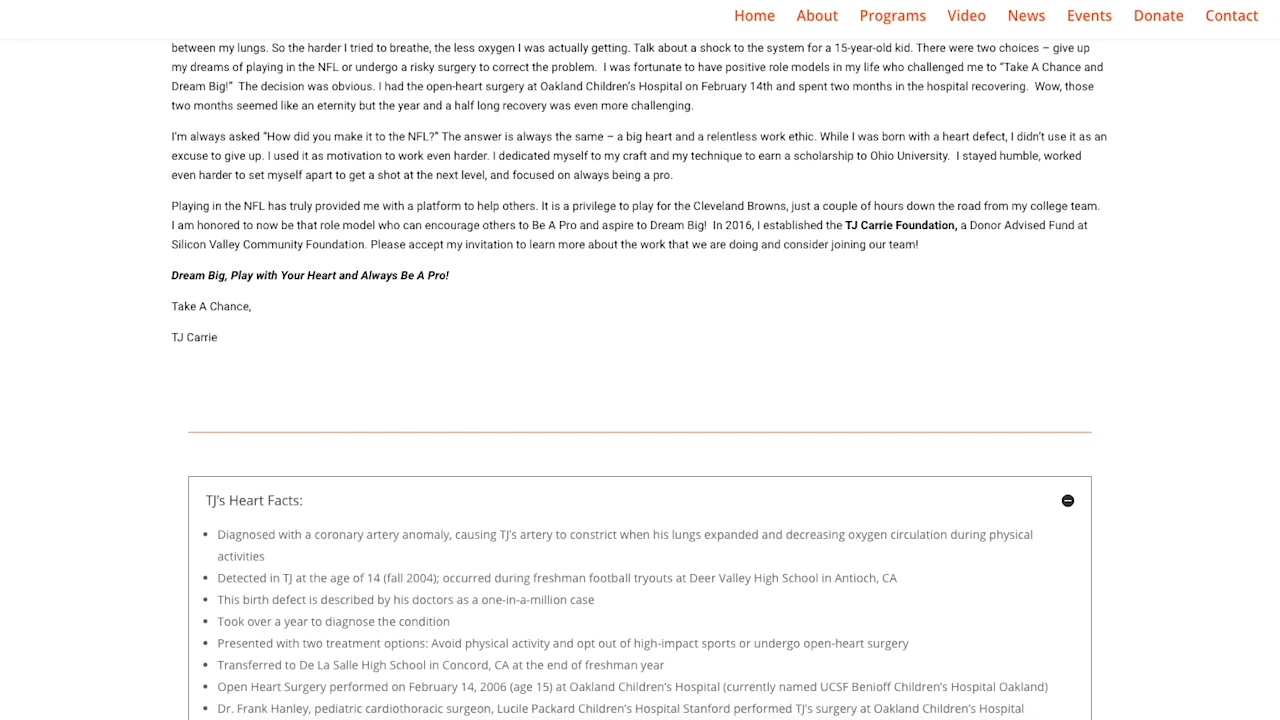 Home About Programs Video News Events Donate Contact
between my lungs. So the harder I tried to breathe, the less oxygen I was actually getting. Talk about a shock to the system for a 15-year-old kid. There were two choices – give up
my dreams of playing in the NFL or undergo a risky surgery to correct the problem.  I was fortunate to have positive role models in my life who challenged me to “Take A Chance and
Dream Big!”  The decision was obvious. I had the open-heart surgery at Oakland Children’s Hospital on February 14th and spent two months in the hospital recovering.  Wow, those
two months seemed like an eternity but the year and a half long recovery was even more challenging.
I’m always asked “How did you make it to the NFL?” The answer is always the same – a big heart and a relentless work ethic. While I was born with a heart defect, I didn’t use it as an
excuse to give up. I used it as motivation to work even harder. I dedicated myself to my craft and my technique to earn a scholarship to Ohio University.  I stayed humble, worked
even harder to set myself apart to get a shot at the next level, and focused on always being a pro.
Playing in the NFL has truly provided me with a platform to help others. It is a privilege to play for the Cleveland Browns, just a couple of hours down the road from my college team.
I am honored to now be that role model who can encourage others to Be A Pro and aspire to Dream Big!  In 2016, I established the TJ Carrie Foundation, a Donor Advised Fund at
Silicon Valley Community Foundation. Please accept my invitation to learn more about the work that we are doing and consider joining our team!
Dream Big, Play with Your Heart and Always Be A Pro!
Take A Chance,
TJ Carrie
TJ’s Heart Facts:
• Diagnosed with a coronary artery anomaly, causing TJ’s artery to constrict when his lungs expanded and decreasing oxygen circulation during physical
activities
• Detected in TJ at the age of 14 (fall 2004); occurred during freshman football tryouts at Deer Valley High School in Antioch, CA
• This birth defect is described by his doctors as a one-in-a-million case
• Took over a year to diagnose the condition
• Presented with two treatment options: Avoid physical activity and opt out of high-impact sports or undergo open-heart surgery
• Transferred to De La Salle High School in Concord, CA at the end of freshman year
• Open Heart Surgery performed on February 14, 2006 (age 15) at Oakland Children’s Hospital (currently named UCSF Benioff Children’s Hospital Oakland)
• Dr. Frank Hanley, pediatric cardiothoracic surgeon, Lucile Packard Children’s Hospital Stanford performed TJ’s surgery at Oakland Children’s Hospital